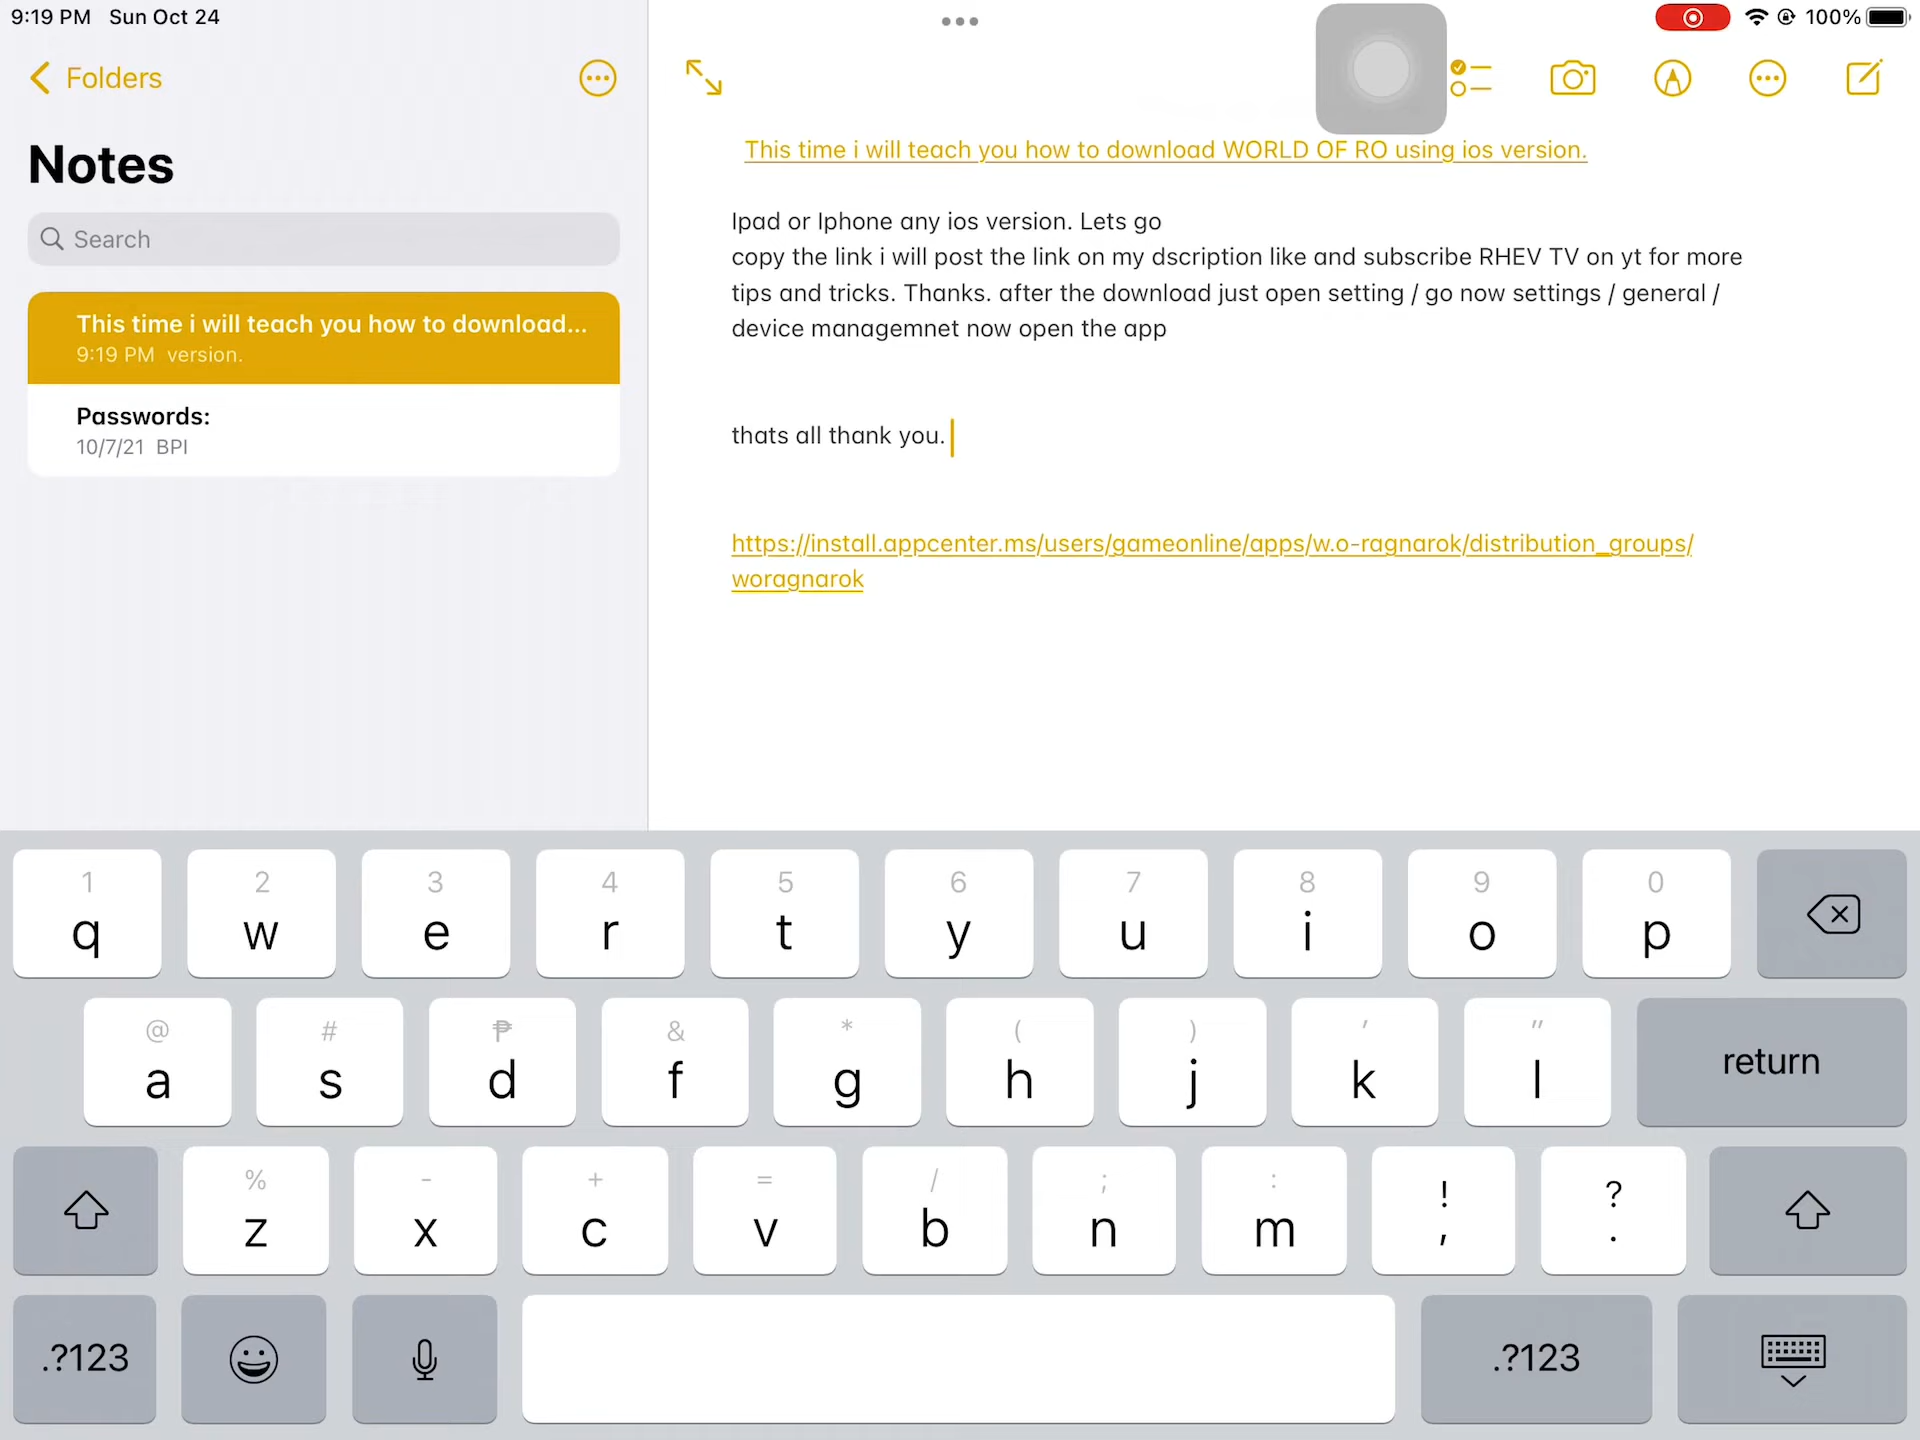 9:19 PM Sun Oct 24
100%
Folders
Notes
Search
This time i will teach you how to download...
9:19 PM version.
Passwords:
10/7/21 BPI
This time i will teach you how to download WORLD OF RO using ios version.
Ipad or Iphone any ios version. Lets go
copy the link i will post the link on my dscription like and subscribe RHEV TV on yt for more
tips and tricks. Thanks. after the download just open setting / go now settings / general /
device managemnet now open the app
thats all thank you.
https://install.appcenter.ms/users/gameonline/apps/w.o-ragnarok/distribution_groups/
woragnarok
1 2 3 4 5 6 7 8 9 0
q w e r t y u i o p
@ # ₱ & * ( ) ' "
a s d f g h j k l return
% - + = / ; : ! ?
z x c v b n m , .
.?123 .?123